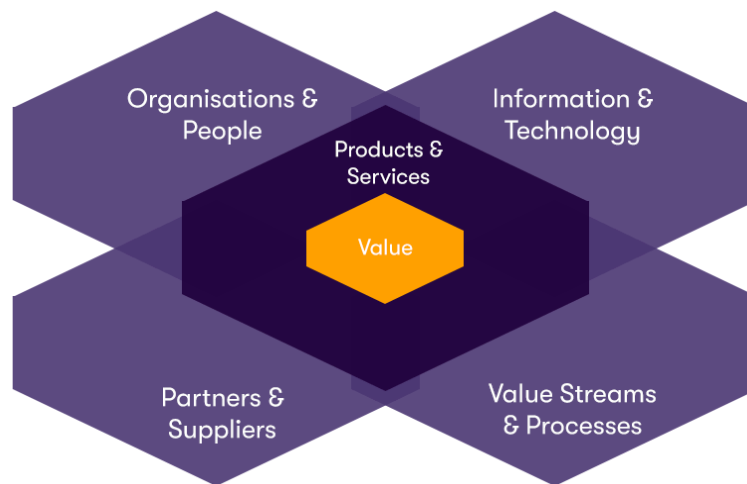 Organisations &
People
Information &
Technology
Products &
Services
Value
Partners &
Suppliers
Value Streams
& Processes